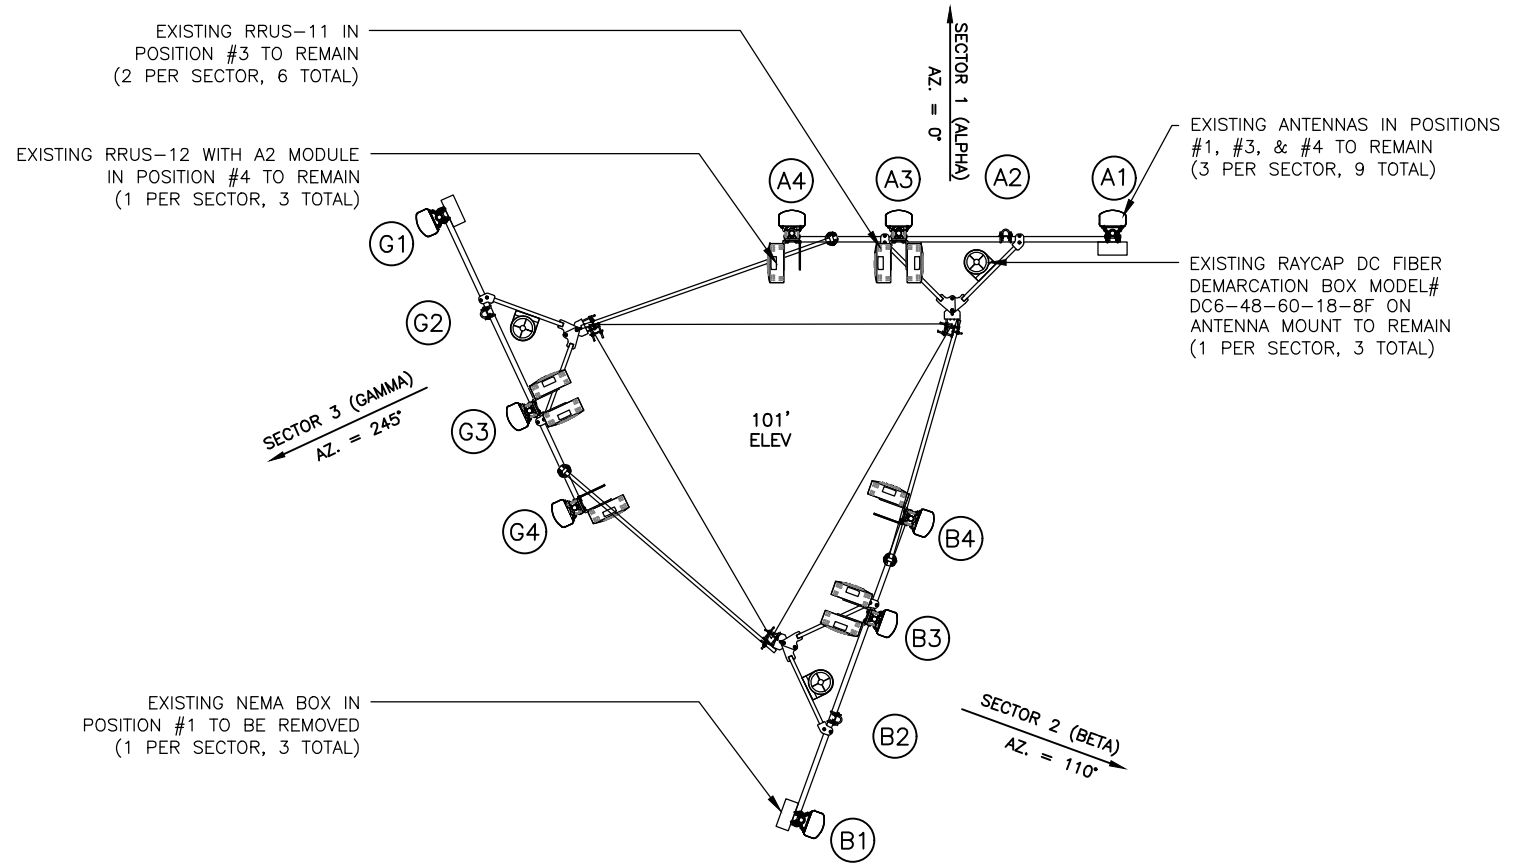 EXISTING RRUS-11 IN
POSITION #3 TO REMAIN
(2 PER SECTOR, 6 TOTAL)
EXISTING RRUS-12 WITH A2 MODULE
IN POSITION #4 TO REMAIN
(1 PER SECTOR, 3 TOTAL)
SECTOR 1 (ALPHA)
AZ. = 0°
EXISTING ANTENNAS IN POSITIONS
#1, #3, & #4 TO REMAIN
(3 PER SECTOR, 9 TOTAL)
A4
A3
A2
A1
EXISTING RAYCAP DC FIBER
DEMARCATION BOX MODEL#
DC6-48-60-18-8F ON
ANTENNA MOUNT TO REMAIN
(1 PER SECTOR, 3 TOTAL)
G1
G2
SECTOR 3 (GAMMA)
AZ. = 245°
G3
G4
101'
ELEV
B4
B3
B2
B1
SECTOR 2 (BETA)
AZ. = 110°
EXISTING NEMA BOX IN
POSITION #1 TO BE REMOVED
(1 PER SECTOR, 3 TOTAL)